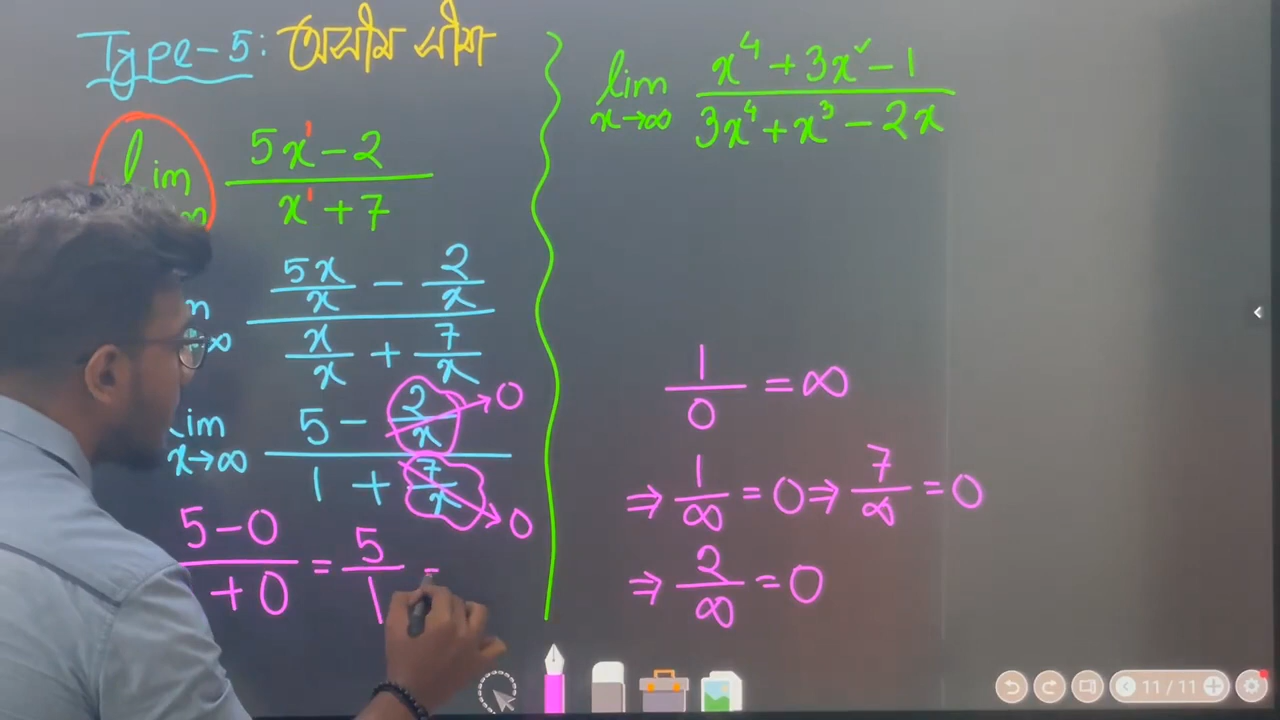 Type-5: অসীম সীমা
lim 5x¹ - 2 / x¹ + 7
5x/x - 2/x / x/x + 7/x
lim x→∞ 5 - 2/x → 0 / 1 + 7/x → 0
5 - 0 / + 0 = 5/1 =
lim x→∞ x⁴ + 3x² - 1 / 3x⁴ + x³ - 2x
1/0 = ∞
⇒ 1/∞ = 0 ⇒ 7/∞ = 0
⇒ 2/∞ = 0
11 / 11